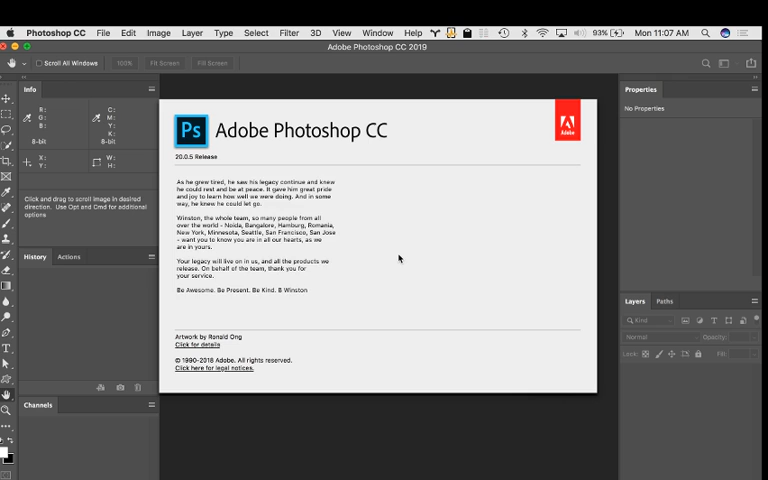 Photoshop CC File Edit Image Layer Type Select Filter 3D View Window Help 93% Mon 11:07 AM
Adobe Photoshop CC 2019
Scroll All Windows 100% Fit Screen Fill Screen
Info
R: C:
G: M:
B: Y:
K:
8-bit 8-bit
X: W:
Y: H:
Click and drag to scroll image in desired
direction. Use Opt and Cmd for additional
options
History Actions
Channels
Ps Adobe Photoshop CC
Adobe
20.0.5 Release
As he grew tired, he saw his legacy continue and knew
he could rest and be at peace. It gave him great pride
and joy to learn how well we were doing. And in some
way, he knew he could let go.
Winston, the whole team, so many people from all
over the world - Noida, Bangalore, Hamburg, Romania,
New York, Minnesota, Seattle, San Francisco, San Jose
- want you to know you are in all our hearts, as we
are in yours.
Your legacy will live on in us, and all the products we
release. On behalf of the team, thank you for
your service.
Be Awesome. Be Present. Be Kind. B Winston
Artwork by Ronald Ong
Click for details
© 1990-2018 Adobe. All rights reserved.
Click here for legal notices.
Properties
No Properties
Layers Paths
Kind
Normal Opacity:
Lock: Fill: